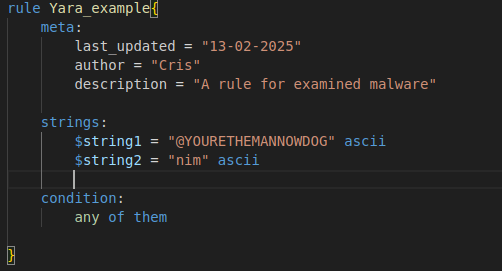 rule Yara_example{
meta:
last_updated = "13-02-2025"
author = "Cris"
description = "A rule for examined malware"
strings:
$string1 = "@YOURETHEMANNOWDOG" ascii
$string2 = "nim" ascii
condition:
any of them
}